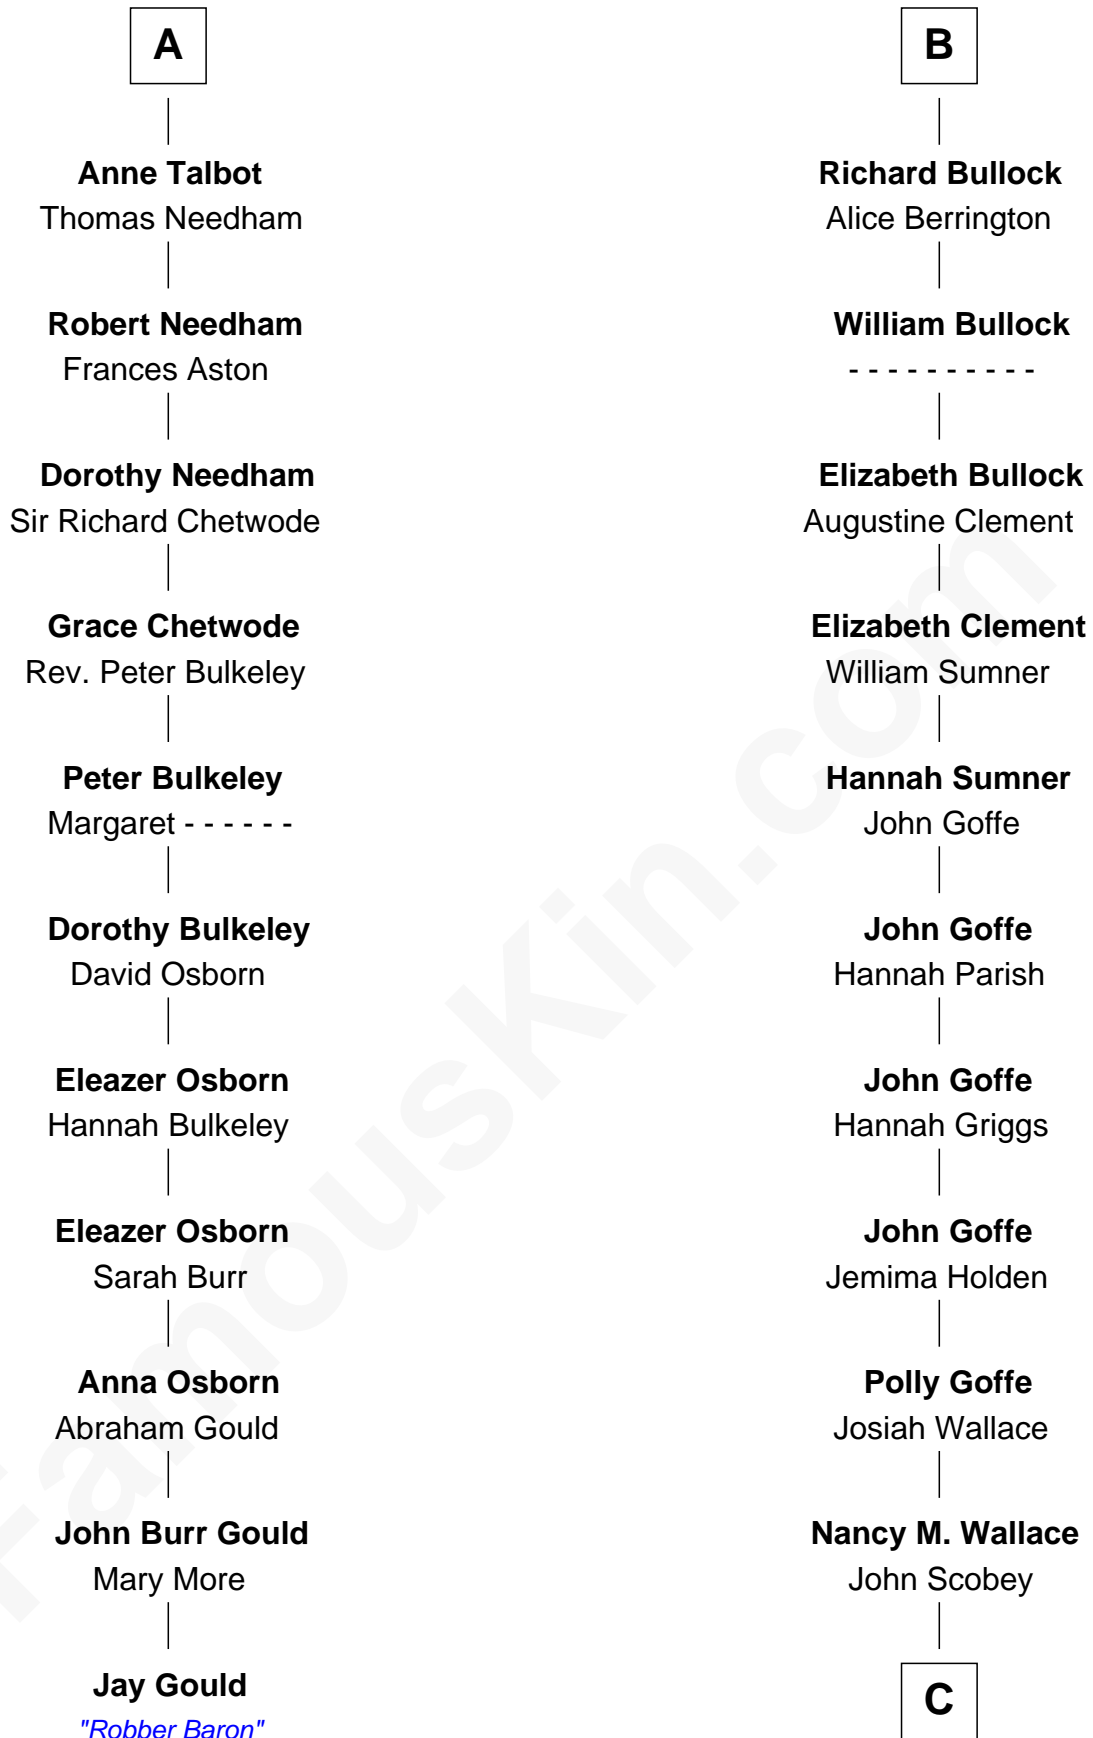 A
Anne Talbot
Thomas Needham
Robert Needham
Frances Aston
Dorothy Needham
Sir Richard Chetwode
Grace Chetwode
Rev. Peter Bulkeley
Peter Bulkeley
Margaret - - - - - -
Dorothy Bulkeley
David Osborn
Eleazer Osborn
Hannah Bulkeley
Eleazer Osborn
Sarah Burr
Anna Osborn
Abraham Gould
John Burr Gould
Mary More
Jay Gould
"Robber Baron"
B
Richard Bullock
Alice Berrington
William Bullock
- - - - - - - - - -
Elizabeth Bullock
Augustine Clement
Elizabeth Clement
William Sumner
Hannah Sumner
John Goffe
John Goffe
Hannah Parish
John Goffe
Hannah Griggs
John Goffe
Jemima Holden
Polly Goffe
Josiah Wallace
Nancy M. Wallace
John Scobey
C
FamousKin.com